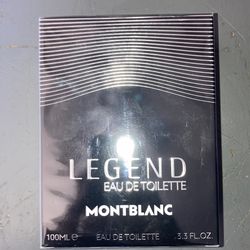 LEGEND
EAU DE TOILETTE
MONTBLANC
100ML ℮ EAU DE TOILETTE 3.3 FL.OZ.